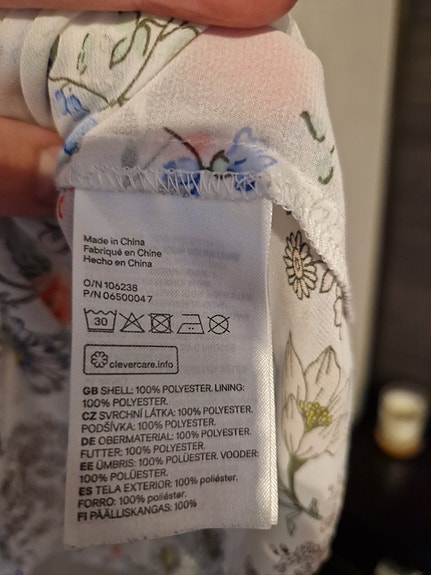 Made in China
Fabriqué en Chine
Hecho en China
O/N 106238
P/N 06500047
30
clevercare.info
GB SHELL: 100% POLYESTER. LINING:
100% POLYESTER.
CZ SVRCHNÍ LÁTKA: 100% POLYESTER.
PODŠÍVKA: 100% POLYESTER.
DE OBERMATERIAL: 100% POLYESTER.
FUTTER: 100% POLYESTER.
EE ÜMBRIS: 100% POLÜESTER. VOODER:
100% POLÜESTER.
ES TELA EXTERIOR: 100% poliéster.
FORRO: 100% poliéster.
FI PÄÄLLISKANGAS: 100%